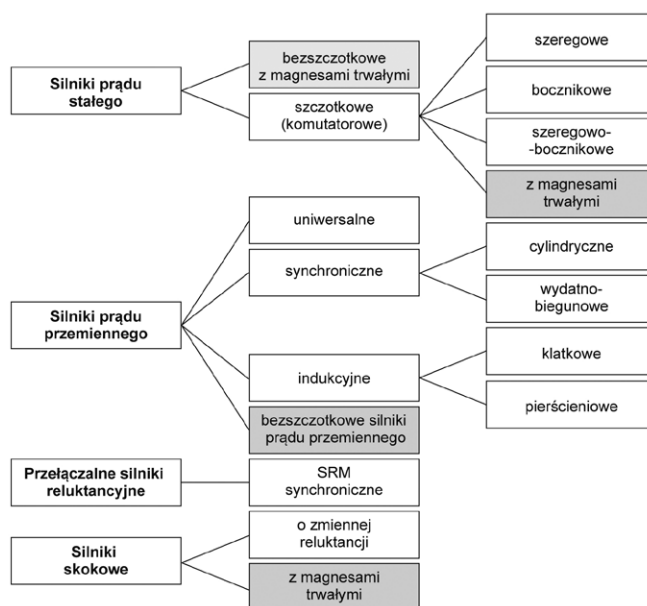 Silniki prądu
stałego
bezszczotkowe
z magnesami trwałymi
szczotkowe
(komutatorowe)
szeregowe
bocznikowe
szeregowo-
-bocznikowe
z magnesami
trwałymi
Silniki prądu
przemiennego
uniwersalne
synchroniczne
cylindryczne
wydatno-
biegunowe
indukcyjne
klatkowe
pierścieniowe
bezszczotkowe silniki
prądu przemiennego
Przełączalne silniki
reluktancyjne
SRM
synchroniczne
Silniki
skokowe
o zmiennej
reluktancji
z magnesami
trwałymi